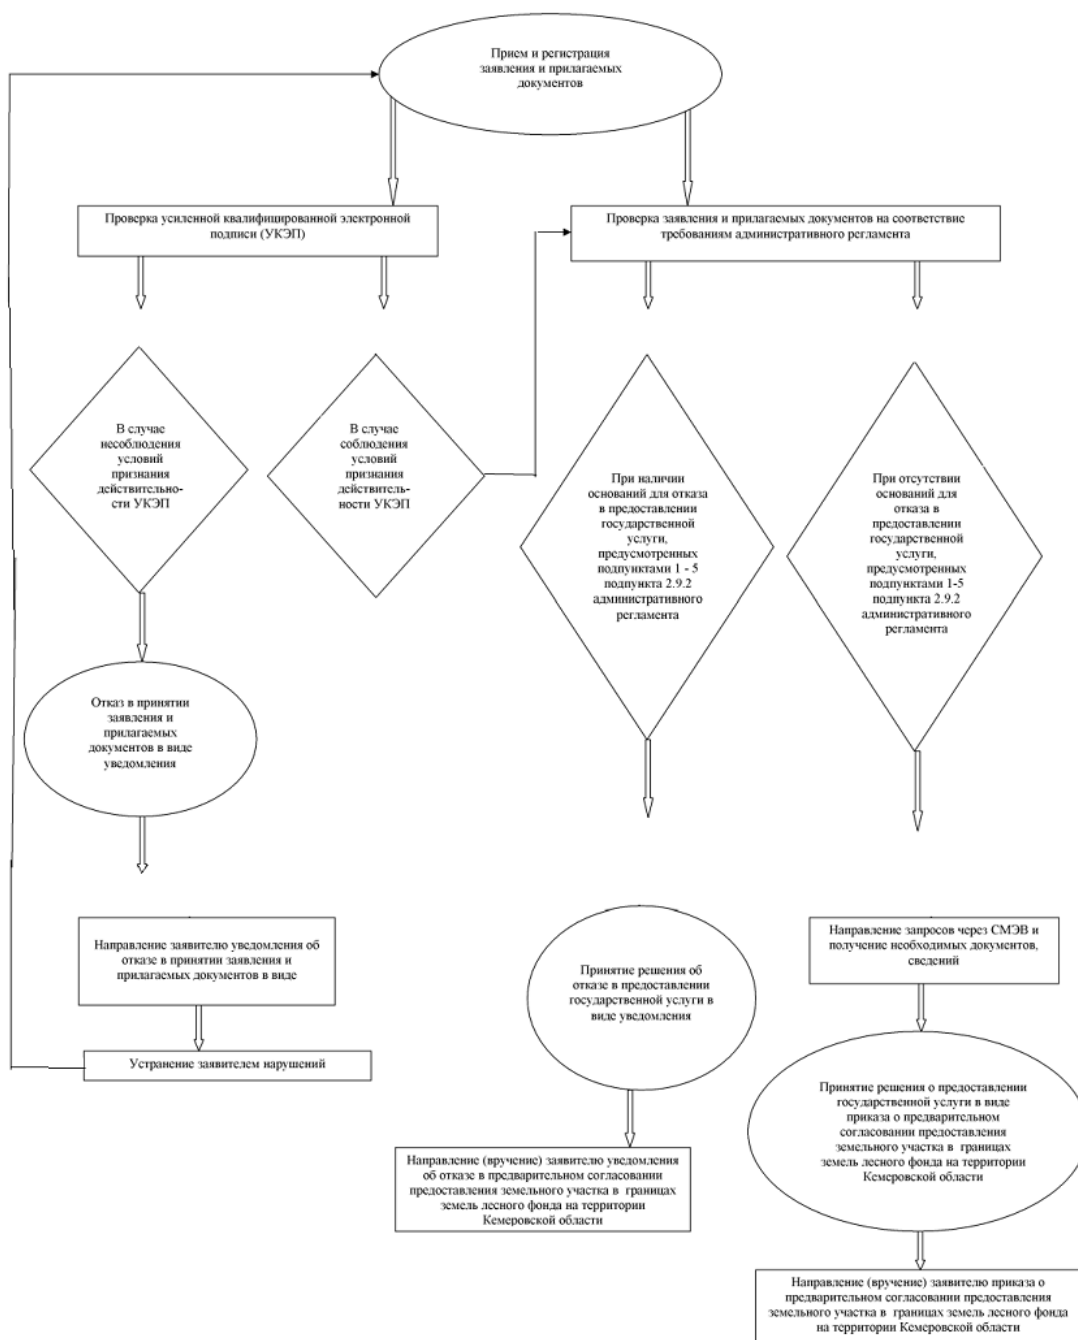 Прием и регистрация
заявления и прилагаемых
документов
Проверка усиленной квалифицированной электронной
подписи (УКЭП)
Проверка заявления и прилагаемых документов на соответствие
требованиям административного регламента
В случае
несоблюдения
условий
признания
действительно-
сти УКЭП
В случае
соблюдения
условий
признания
действитель-
ности УКЭП
При наличии
оснований для отказа
в предоставлении
государственной
услуги,
предусмотренных
подпунктами 1 - 5
подпункта 2.9.2
административного
регламента
При отсутствии
оснований для
отказа в
предоставлении
государственной
услуги,
предусмотренных
подпунктами 1-5
подпункта 2.9.2
административного
регламента
Отказ в принятии
заявления и
прилагаемых
документов в виде
уведомления
Направление заявителю уведомления об
отказе в принятии заявления и
прилагаемых документов в виде
Устранение заявителем нарушений
Принятие решения об
отказе в предоставлении
государственной услуги в
виде уведомления
Направление (вручение) заявителю уведомления
об отказе в предварительном согласовании
предоставления земельного участка в границах
земель лесного фонда на территории
Кемеровской области
Направление запросов через СМЭВ и
получение необходимых документов,
сведений
Принятие решения о предоставлении
государственной услуги в виде
приказа о предварительном
согласовании предоставления
земельного участка в границах
земель лесного фонда на территории
Кемеровской области
Направление (вручение) заявителю приказа о
предварительном согласовании предоставления
земельного участка в границах земель лесного фонда
на территории Кемеровской области